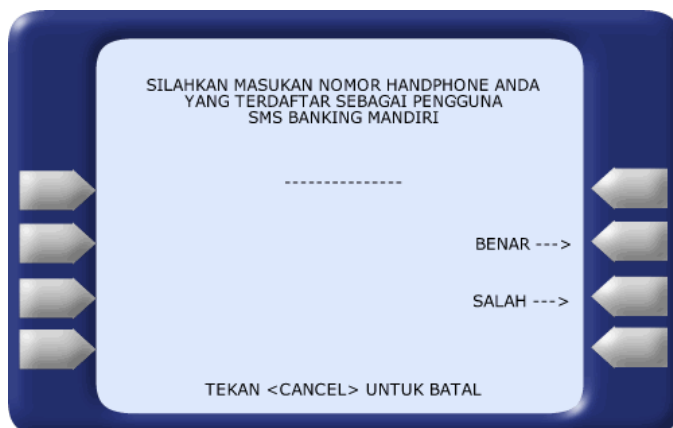 SILAHKAN MASUKAN NOMOR HANDPHONE ANDA
YANG TERDAFTAR SEBAGAI PENGGUNA
SMS BANKING MANDIRI
---------------
BENAR --->
SALAH --->
TEKAN <CANCEL> UNTUK BATAL